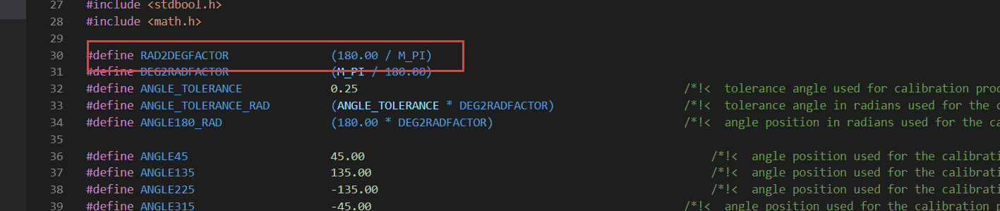 27 #include <stdbool.h>
28 #include <math.h>
29
30 #define RAD2DEGFACTOR (180.00 / M_PI)
31 #define DEG2RADFACTOR (M_PI / 180.00)
32 #define ANGLE_TOLERANCE 0.25 /*!< tolerance angle used for calibration proc
33 #define ANGLE_TOLERANCE_RAD (ANGLE_TOLERANCE * DEG2RADFACTOR) /*!< tolerance angle in radians used for the c
34 #define ANGLE180_RAD (180.00 * DEG2RADFACTOR) /*!< angle position in radians used for the ca
35
36 #define ANGLE45 45.00 /*!< angle position used for the calibrati
37 #define ANGLE135 135.00 /*!< angle position used for the calibrati
38 #define ANGLE225 -135.00 /*!< angle position used for the calibrati
39 #define ANGLE315 -45.00 /*!< angle position used for the calibration p